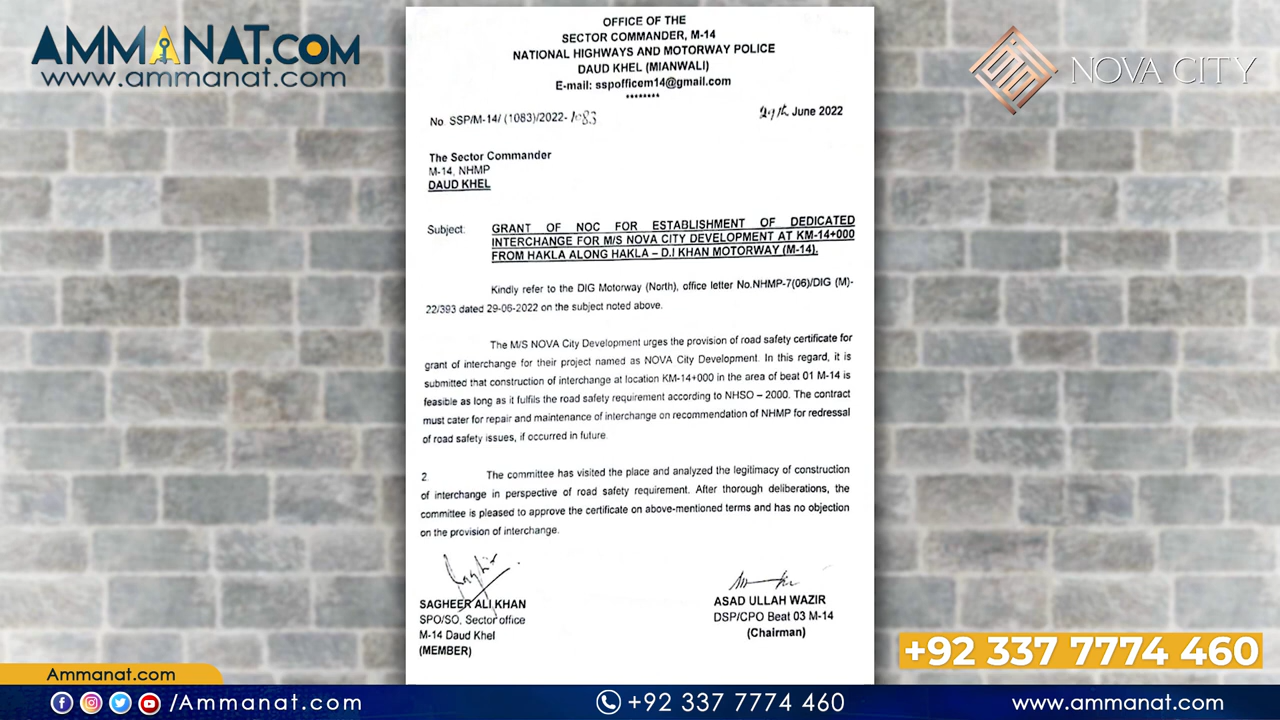 AMMANAT.COM
www.ammanat.com
NOVA CITY
OFFICE OF THE
SECTOR COMMANDER, M-14
NATIONAL HIGHWAYS AND MOTORWAY POLICE
DAUD KHEL (MIANWALI)
E-mail: sspofficem14@gmail.com
********
No. SSP/M-14/ (1083)/2022-1083
29th June 2022
The Sector Commander
M-14, NHMP
DAUD KHEL
Subject: GRANT OF NOC FOR ESTABLISHMENT OF DEDICATED
INTERCHANGE FOR M/S NOVA CITY DEVELOPMENT AT KM-14+000
FROM HAKLA ALONG HAKLA – D.I KHAN MOTORWAY (M-14).
Kindly refer to the DIG Motorway (North), office letter No.NHMP-7(06)/DIG (M)-
22/393 dated 29-06-2022 on the subject noted above.
The M/S NOVA City Development urges the provision of road safety certificate for
grant of interchange for their project named as NOVA City Development. In this regard, it is
submitted that construction of interchange at location KM-14+000 in the area of beat 01 M-14 is
feasible as long as it fulfils the road safety requirement according to NHSO – 2000. The contract
must cater for repair and maintenance of interchange on recommendation of NHMP for redressal
of road safety issues, if occurred in future.
2. The committee has visited the place and analyzed the legitimacy of construction
of interchange in perspective of road safety requirement. After thorough deliberations, the
committee is pleased to approve the certificate on above-mentioned terms and has no objection
on the provision of interchange.
SAGHEER ALI KHAN
SPO/SO, Sector office
M-14 Daud Khel
(MEMBER)
ASAD ULLAH WAZIR
DSP/CPO Beat 03 M-14
(Chairman)
+92 337 7774 460
Ammanat.com
/Ammanat.com
+92 337 7774 460
www.ammanat.com